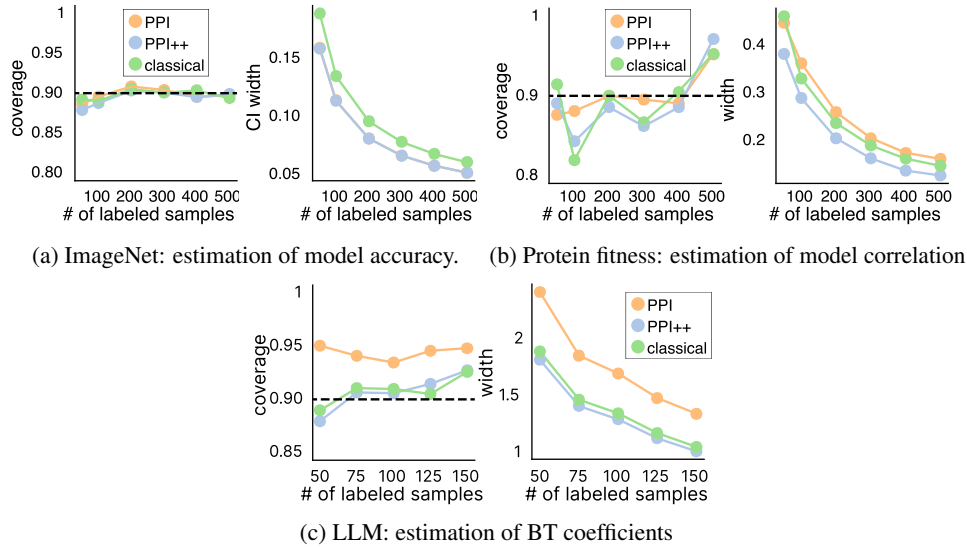 PPI
PPI++
classical
1
0.95
0.90
0.85
0.80
coverage
100 200 300 400 500
# of labeled samples
0.15
0.10
0.05
CI width
100 200 300 400 500
# of labeled samples
(a) ImageNet: estimation of model accuracy.
PPI
PPI++
classical
1
0.9
0.8
coverage
100 200 300 400 500
# of labeled samples
0.4
0.3
0.2
width
100 200 300 400 500
# of labeled samples
(b) Protein fitness: estimation of model correlation
1
0.95
0.90
0.85
coverage
50 75 100 125 150
# of labeled samples
PPI
PPI++
classical
2
1.5
1
width
50 75 100 125 150
# of labeled samples
(c) LLM: estimation of BT coefficients